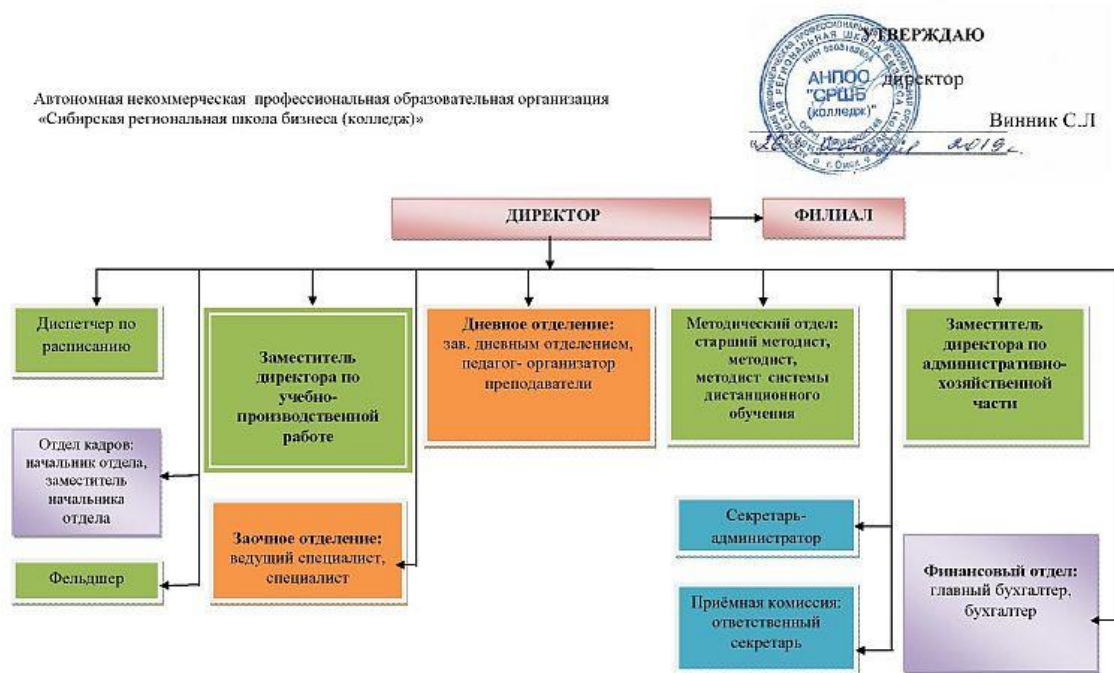 УТВЕРЖДАЮ
директор
Винник С.Л
2019г.
АНПОО
"СРШБ
(колледж)"
Автономная некоммерческая профессиональная образовательная организация
«Сибирская региональная школа бизнеса (колледж)»
ДИРЕКТОР
ФИЛИАЛ
Диспетчер по
расписанию
Заместитель
директора по
учебно-
производственной
работе
Дневное отделение:
зав. дневным отделением,
педагог- организатор
преподаватели
Методический отдел:
старший методист,
методист,
методист системы
дистанционного
обучения
Заместитель
директора по
административно-
хозяйственной
части
Отдел кадров:
начальник отдела,
заместитель
начальника
отдела
Заочное отделение:
ведущий специалист,
специалист
Секретарь-
администратор
Финансовый отдел:
главный бухгалтер,
бухгалтер
Фельдшер
Приёмная комиссия:
ответственный
секретарь